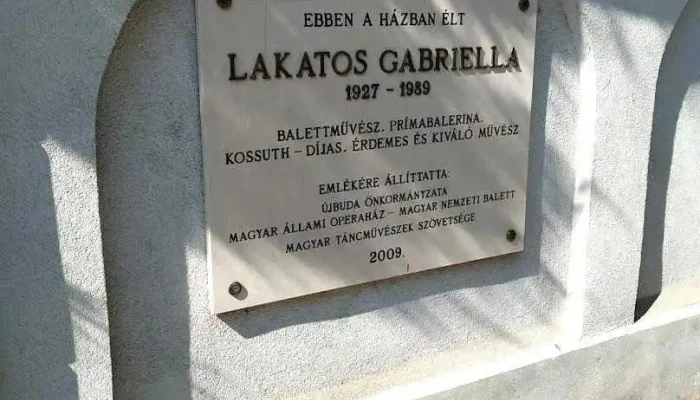 EBBEN A HÁZBAN ÉLT
LAKATOS GABRIELLA
1927 – 1989
BALETTMŰVÉSZ, PRÍMABALERINA,
KOSSUTH – DÍJAS, ÉRDEMES ÉS KIVÁLÓ MŰVÉSZ
EMLÉKÉRE ÁLLÍTTATTA:
ÚJBUDA ÖNKORMÁNYZATA
MAGYAR ÁLLAMI OPERAHÁZ – MAGYAR NEMZETI BALETT
MAGYAR TÁNCMŰVÉSZEK SZÖVETSÉGE
2009.